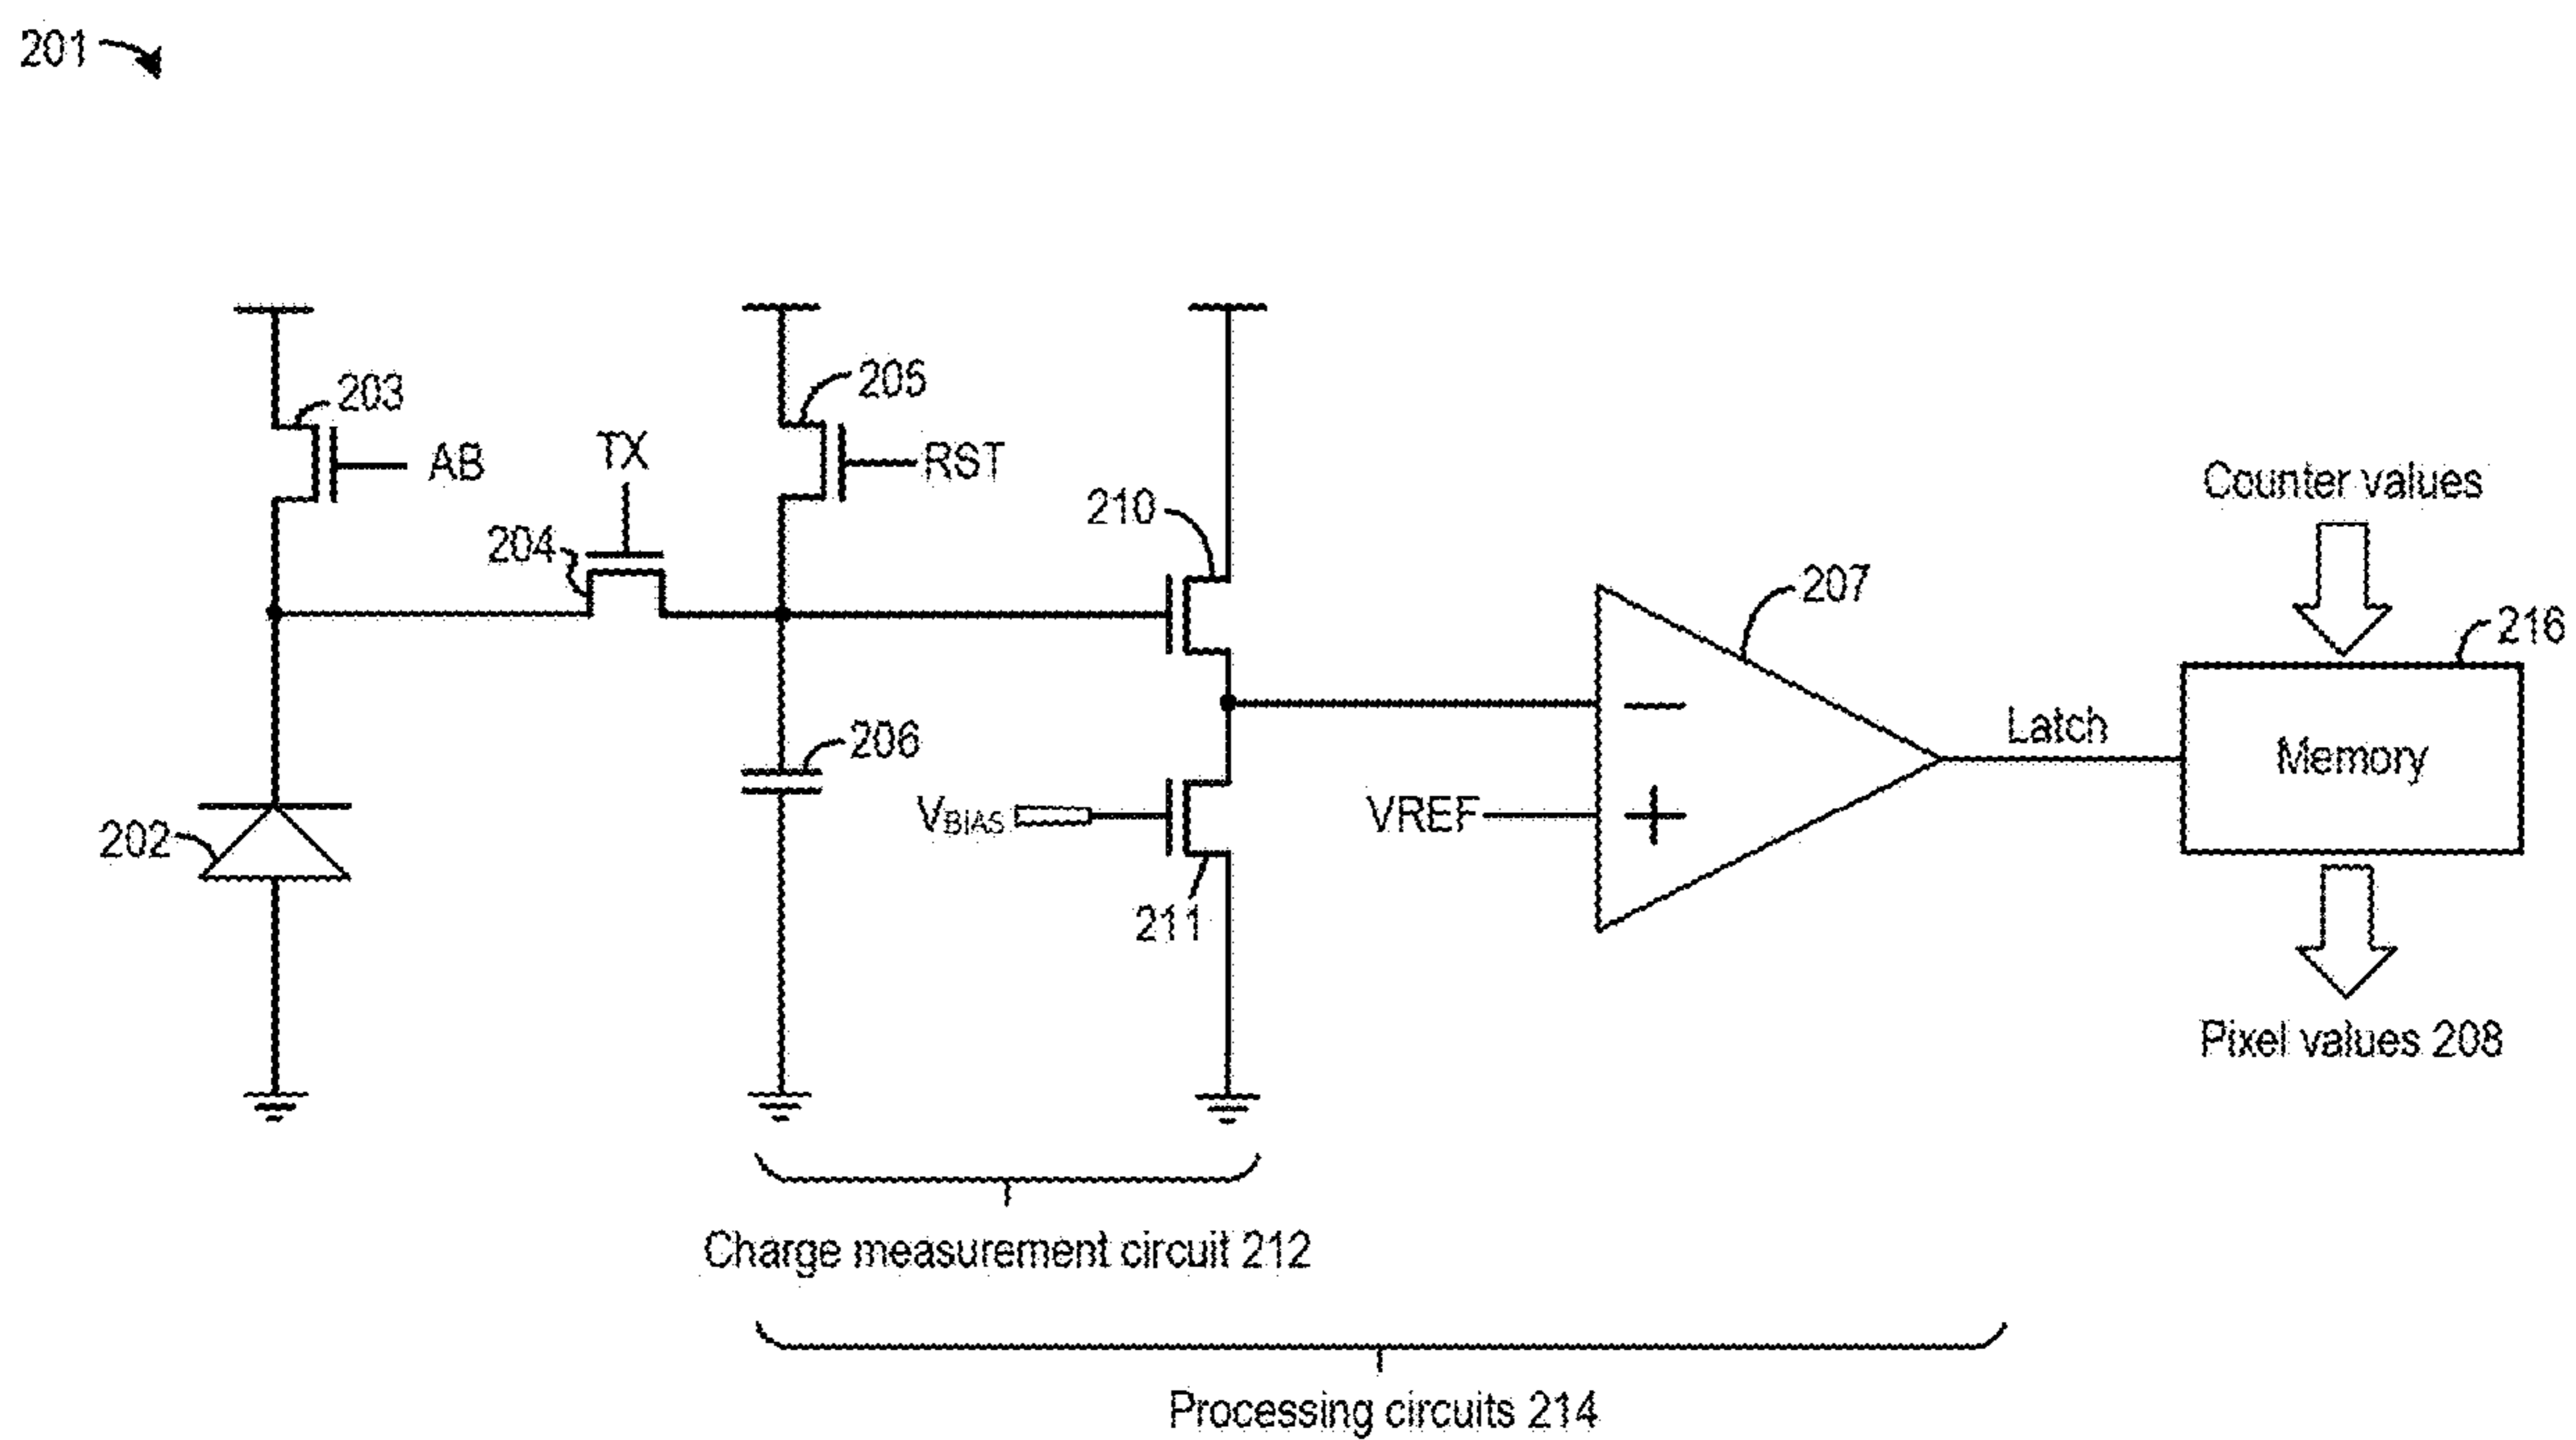 201
203
AB
TX
204
205
RST
210
207
Counter values
216
Latch
Memory
206
202
VBIAS
VREF
211
Pixel values 208
Charge measurement circuit 212
Processing circuits 214